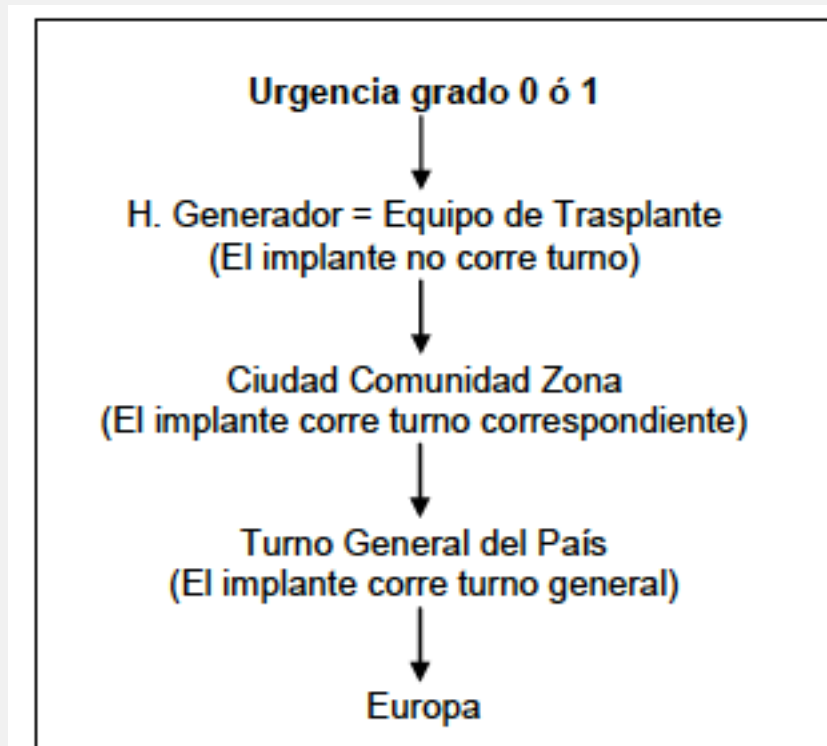 Urgencia grado 0 ó 1
H. Generador = Equipo de Trasplante
(El implante no corre turno)
Ciudad Comunidad Zona
(El implante corre turno correspondiente)
Turno General del País
(El implante corre turno general)
Europa